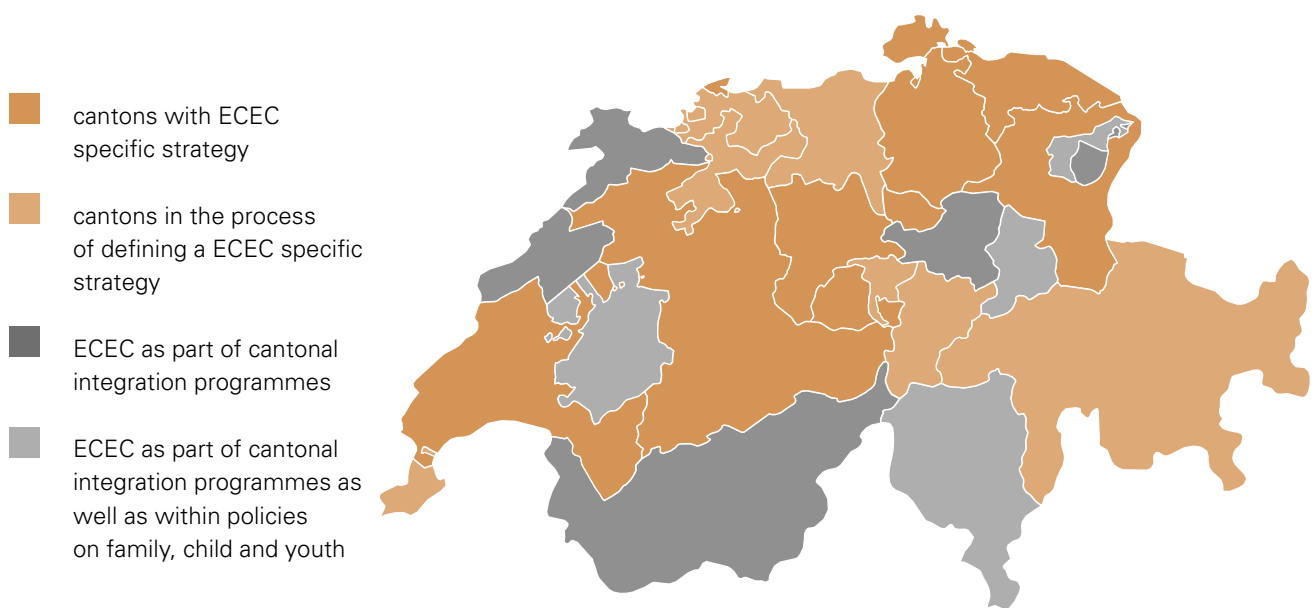 cantons with ECEC
specific strategy
cantons in the process
of defining a ECEC specific
strategy
ECEC as part of cantonal
integration programmes
ECEC as part of cantonal
integration programmes as
well as within policies
on family, child and youth